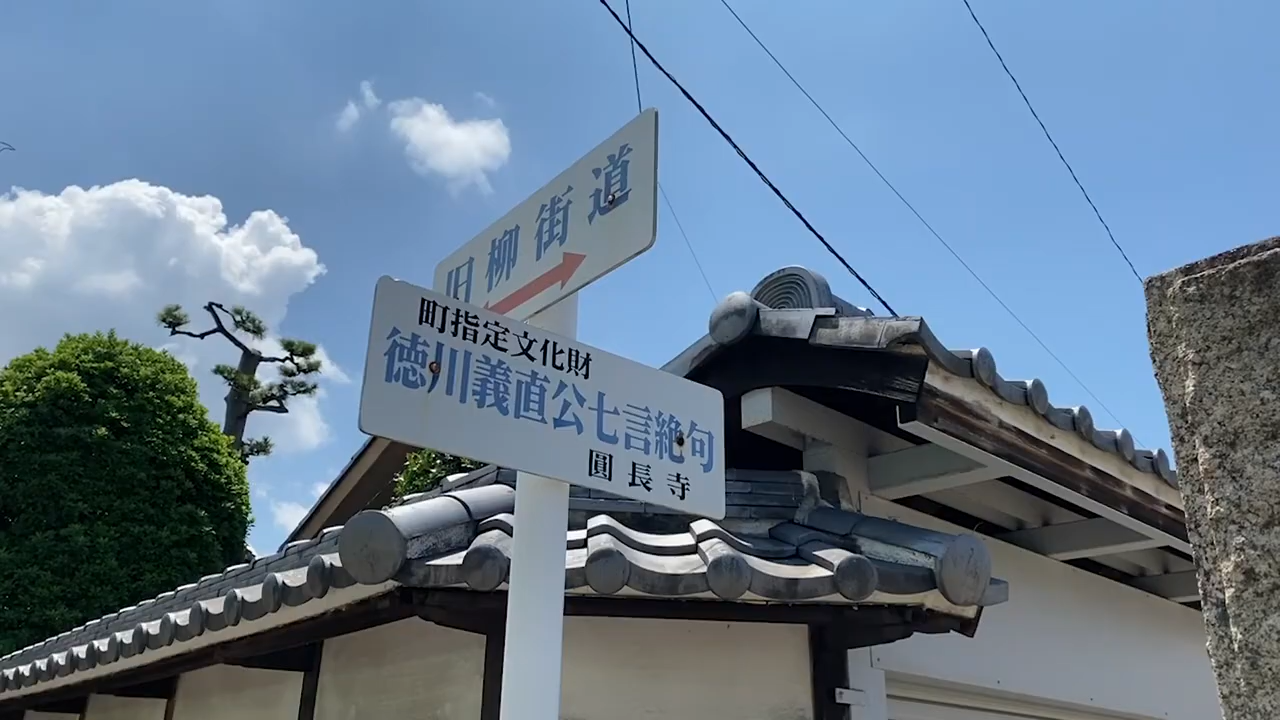 旧柳街道
町指定文化財
徳川義直公七言絶句
圓長寺